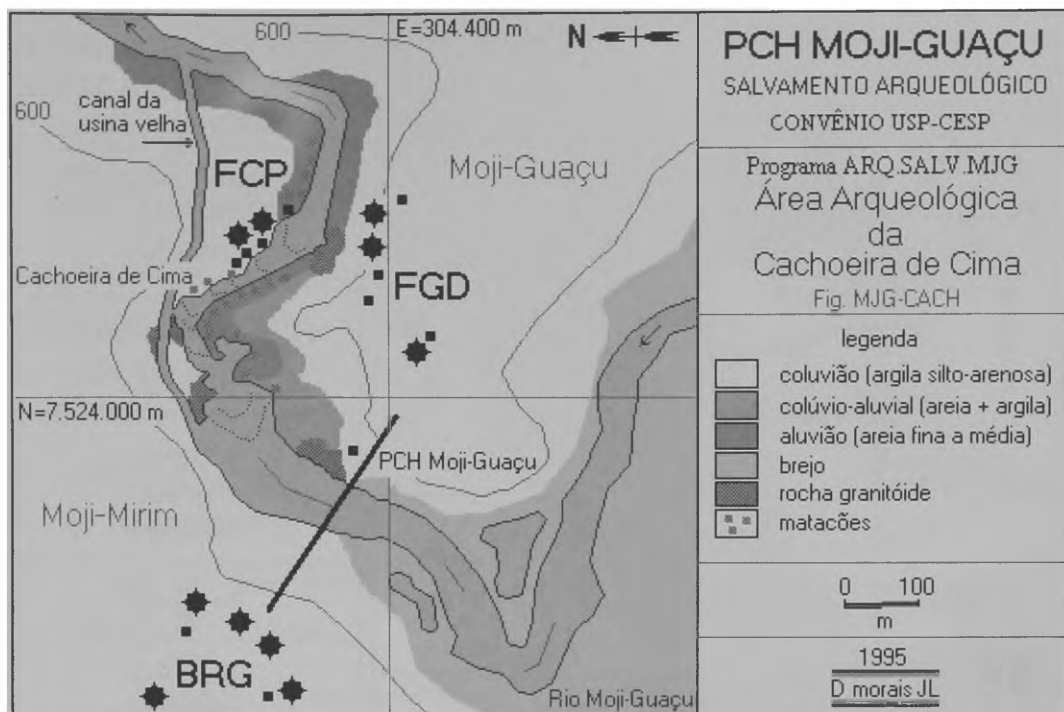 600
E=304.400 m
N
600
canal da
usina velha
FCP
Moji-Guaçu
Cachoeira de Cima
FGD
N=7.524.000 m
PCH Moji-Guaçu
Moji-Mirim
BRG
Rio Moji-Guaçu
PCH MOJI-GUAÇU
SALVAMENTO ARQUEOLÓGICO
CONVÊNIO USP-CESP
Programa ARQ.SALV.MJG
Área Arqueológica
da
Cachoeira de Cima
Fig. MJG-CACH
legenda
coluvião (argila silto-arenosa)
colúvio-aluvial (areia + argila)
aluvião (areia fina a média)
brejo
rocha granitóide
matacões
0 100
m
1995
D morais JL